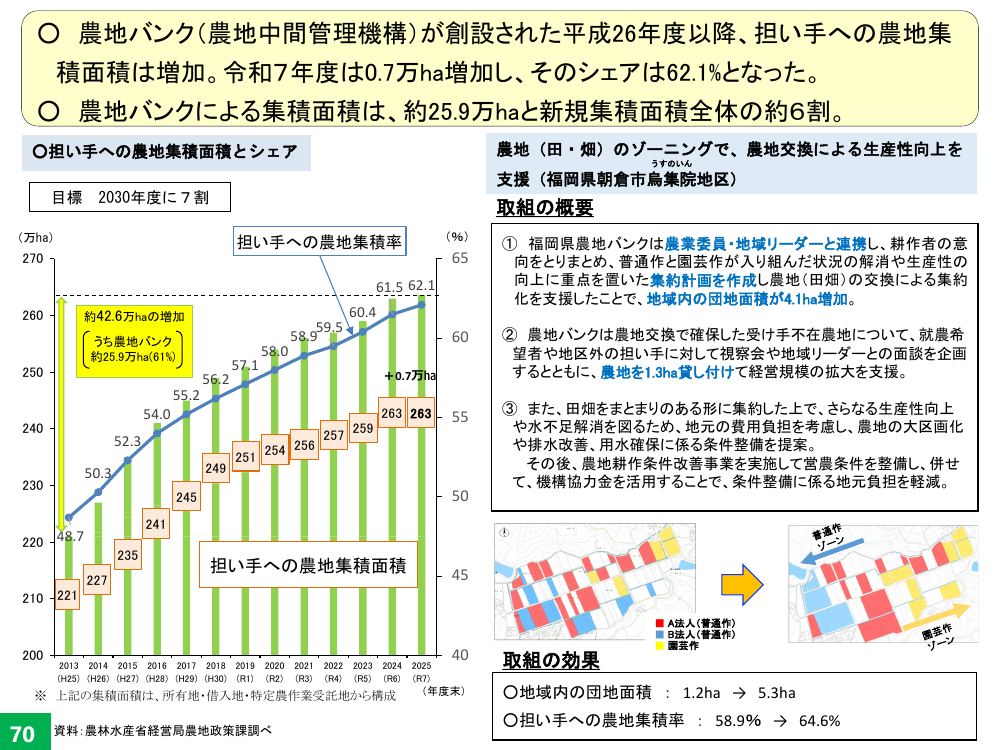 ○　農地バンク（農地中間管理機構）が創設された平成26年度以降、担い手への農地集
積面積は増加。令和７年度は0.7万ha増加し、そのシェアは62.1%となった。
○　農地バンクによる集積面積は、約25.9万haと新規集積面積全体の約６割。
○担い手への農地集積面積とシェア
目標　2030年度に７割
（万ha）
（%）
担い手への農地集積率
270
260
250
240
230
220
210
200
65
60
55
50
45
40
約42.6万haの増加
うち農地バンク
約25.9万ha(61%)
48.7
50.3
52.3
54.0
55.2
56.2
57.1
58.0
58.9
59.5
60.4
61.5
62.1
＋0.7万ha
221
227
235
241
245
249
251
254
256
257
259
263
263
担い手への農地集積面積
2013 2014 2015 2016 2017 2018 2019 2020 2021 2022 2023 2024 2025
(H25) (H26) (H27) (H28) (H29) (H30) (R1) (R2) (R3) (R4) (R5) (R6) (R7)
（年度末）
※　上記の集積面積は、所有地・借入地・特定農作業受託地から構成
資料：農林水産省経営局農地政策課調べ
70
農地（田・畑）のゾーニングで、農地交換による生産性向上を
うすのいん
支援（福岡県朝倉市烏集院地区）
取組の概要
①　福岡県農地バンクは農業委員・地域リーダーと連携し、耕作者の意
向をとりまとめ、普通作と園芸作が入り組んだ状況の解消や生産性の
向上に重点を置いた集約計画を作成し農地（田畑）の交換による集約
化を支援したことで、地域内の団地面積が4.1ha増加。
②　農地バンクは農地交換で確保した受け手不在農地について、就農希
望者や地区外の担い手に対して視察会や地域リーダーとの面談を企画
するとともに、農地を1.3ha貸し付けて経営規模の拡大を支援。
③　また、田畑をまとまりのある形に集約した上で、さらなる生産性向上
や水不足解消を図るため、地元の費用負担を考慮し、農地の大区画化
や排水改善、用水確保に係る条件整備を提案。
その後、農地耕作条件改善事業を実施して営農条件を整備し、併せ
て、機構協力金を活用することで、条件整備に係る地元負担を軽減。
普通作
ゾーン
園芸作
ゾーン
A法人（普通作）
B法人（普通作）
園芸作
取組の効果
○地域内の団地面積　：　1.2ha　→　5.3ha
○担い手への農地集積率　：　58.9%　→　64.6%